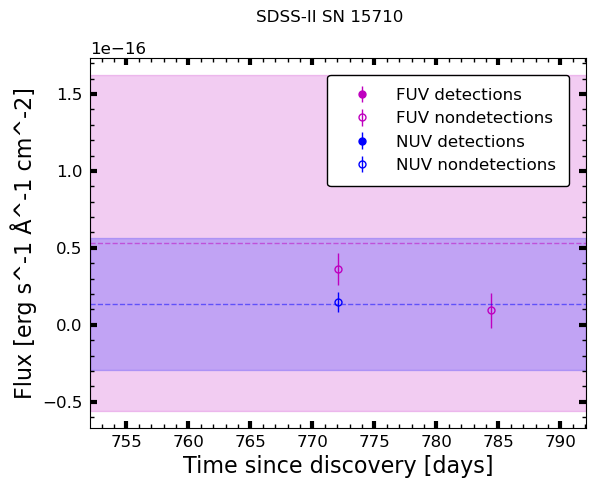 SDSS-II SN 15710
1e−16
FUV detections
FUV nondetections
NUV detections
NUV nondetections
1.5
1.0
0.5
0.0
−0.5
Flux [erg s^-1 Å^-1 cm^-2]
755 760 765 770 775 780 785 790
Time since discovery [days]